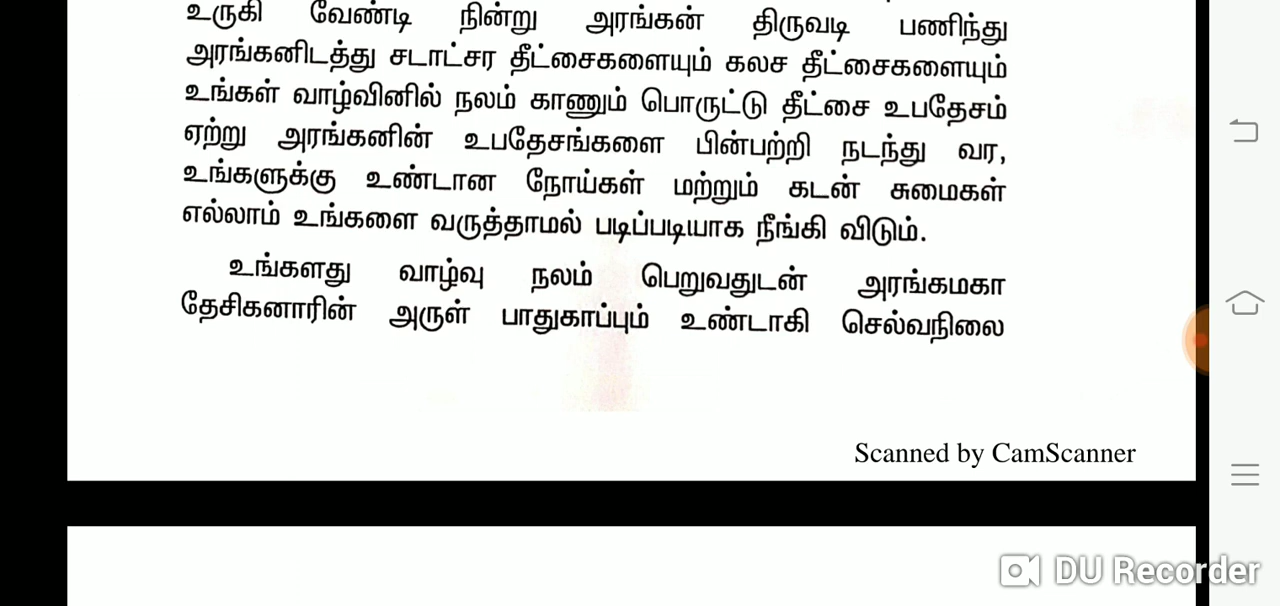 உருகி வேண்டி நின்று அரங்கன் திருவடி பணிந்து
அரங்கனிடத்து சடாட்சர தீட்சைகளையும் கலச தீட்சைகளையும்
உங்கள் வாழ்வினில் நலம் காணும் பொருட்டு தீட்சை உபதேசம்
ஏற்று அரங்கனின் உபதேசங்களை பின்பற்றி நடந்து வர,
உங்களுக்கு உண்டான நோய்கள் மற்றும் கடன் சுமைகள்
எல்லாம் உங்களை வருத்தாமல் படிப்படியாக நீங்கி விடும்.
உங்களது வாழ்வு நலம் பெறுவதுடன் அரங்கமகா
தேசிகனாரின் அருள் பாதுகாப்பும் உண்டாகி செல்வநிலை
Scanned by CamScanner
DU Recorder